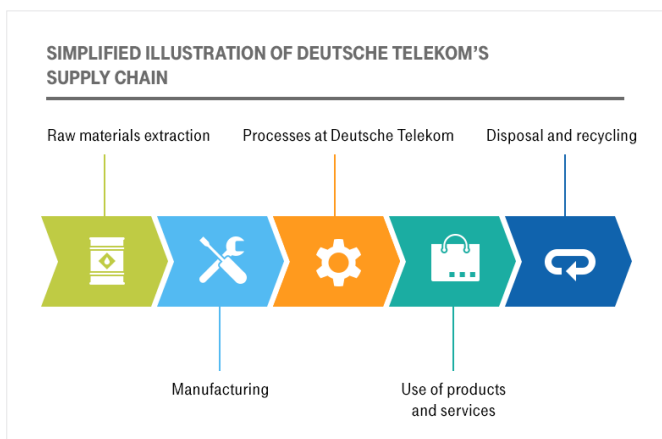 SIMPLIFIED ILLUSTRATION OF DEUTSCHE TELEKOM'S
SUPPLY CHAIN
Raw materials extraction
Processes at Deutsche Telekom
Disposal and recycling
Manufacturing
Use of products
and services